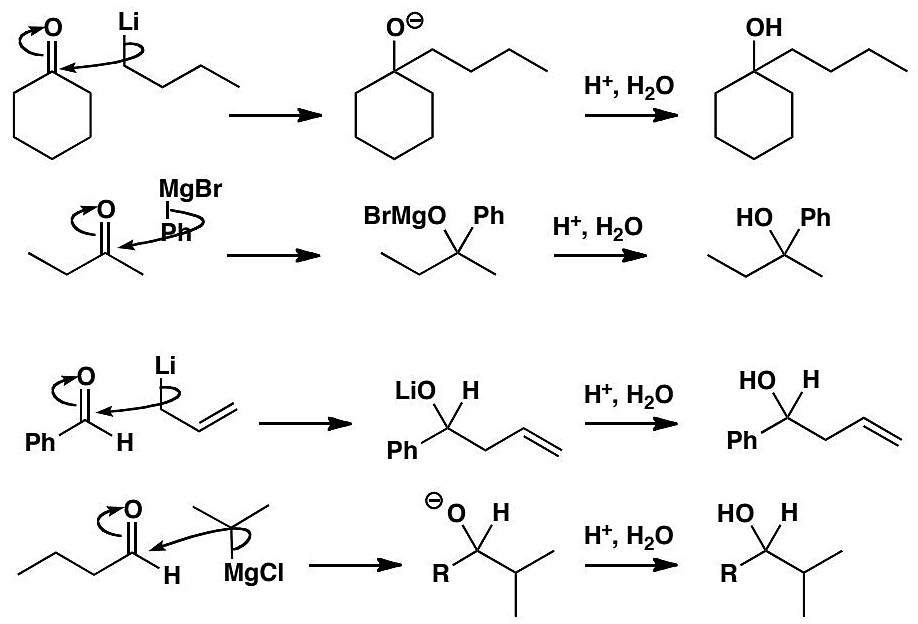 O Li O⊖ OH
H⁺, H₂O
MgBr
O Ph BrMgO Ph H⁺, H₂O HO Ph
Li
O LiO H H⁺, H₂O HO H
Ph H Ph Ph
O ⊖O H H⁺, H₂O HO H
H MgCl R R